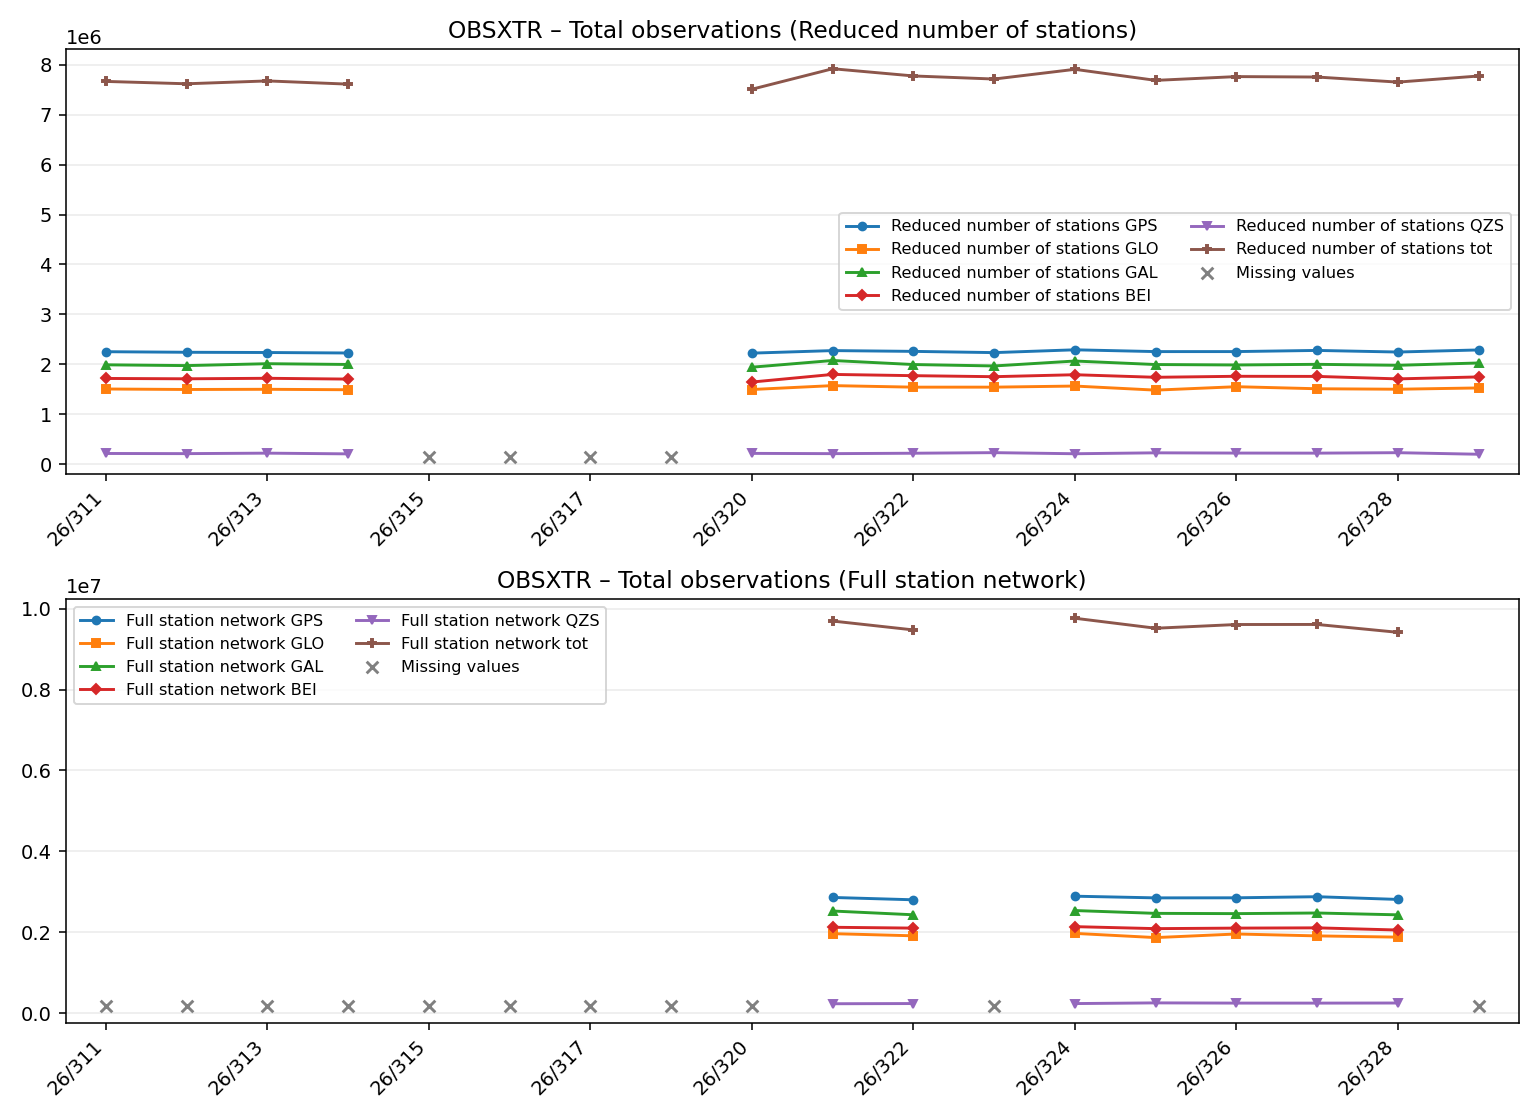 OBSXTR – Total observations (Reduced number of stations)
1e6
8
7
6
5
4
3
2
1
0
Reduced number of stations GPS
Reduced number of stations GLO
Reduced number of stations GAL
Reduced number of stations BEI
Reduced number of stations QZS
Reduced number of stations tot
Missing values
26/311
26/313
26/315
26/317
26/320
26/322
26/324
26/326
26/328
OBSXTR – Total observations (Full station network)
1e7
1.0
0.8
0.6
0.4
0.2
0.0
Full station network GPS
Full station network GLO
Full station network GAL
Full station network BEI
Full station network QZS
Full station network tot
Missing values
26/311
26/313
26/315
26/317
26/320
26/322
26/324
26/326
26/328